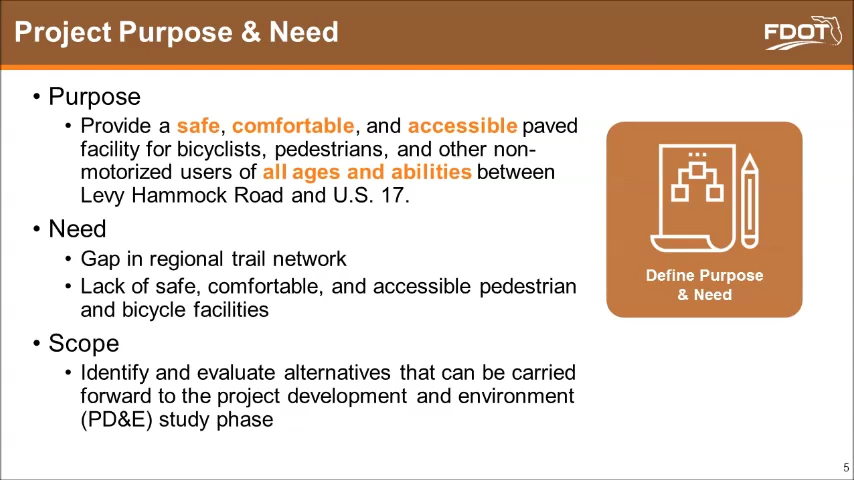 Project Purpose & Need
FDOT
• Purpose
• Provide a safe, comfortable, and accessible paved
facility for bicyclists, pedestrians, and other non-
motorized users of all ages and abilities between
Levy Hammock Road and U.S. 17.
• Need
• Gap in regional trail network
• Lack of safe, comfortable, and accessible pedestrian
and bicycle facilities
• Scope
• Identify and evaluate alternatives that can be carried
forward to the project development and environment
(PD&E) study phase
Define Purpose
& Need
5